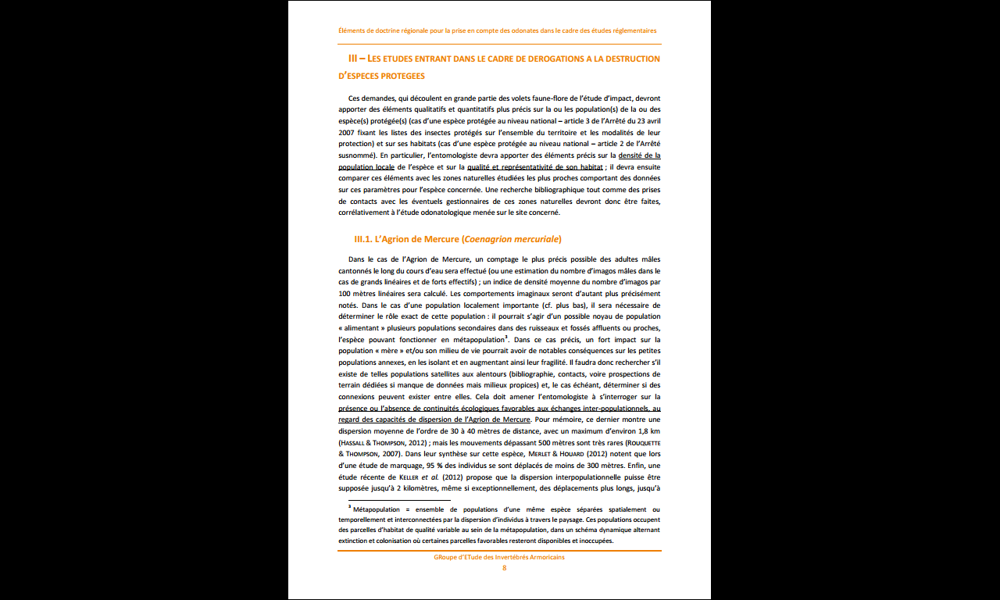 Éléments de doctrine régionale pour la prise en compte des odonates dans le cadre des études réglementaires
III – LES ETUDES ENTRANT DANS LE CADRE DE DEROGATIONS A LA DESTRUCTION
D'ESPECES PROTEGEES
Ces demandes, qui découlent en grande partie des volets faune-flore de l'étude d'impact, devront
apporter des éléments qualitatifs et quantitatifs plus précis sur la ou les population(s) de la ou des
espèce(s) protégée(s) (cas d'une espèce protégée au niveau national – article 3 de l'Arrêté du 23 avril
2007 fixant les listes des insectes protégés sur l'ensemble du territoire et les modalités de leur
protection) et sur ses habitats (cas d'une espèce protégée au niveau national – article 2 de l'Arrêté
susnommé). En particulier, l'entomologiste devra apporter des éléments précis sur la densité de la
population locale de l'espèce et sur la qualité et représentativité de son habitat ; il devra ensuite
comparer ces éléments avec les zones naturelles étudiées les plus proches comportant des données
sur ces paramètres pour l'espèce concernée. Une recherche bibliographique tout comme des prises
de contacts avec les éventuels gestionnaires de ces zones naturelles devront donc être faites,
corrélativement à l'étude odonatologique menée sur le site concerné.
III.1. L'Agrion de Mercure (Coenagrion mercuriale)
Dans le cas de l'Agrion de Mercure, un comptage le plus précis possible des adultes mâles
cantonnés le long du cours d'eau sera effectué (ou une estimation du nombre d'imagos mâles dans le
cas de grands linéaires et de forts effectifs) ; un indice de densité moyenne du nombre d'imagos par
100 mètres linéaires sera calculé. Les comportements imaginaux seront d'autant plus précisément
notés. Dans le cas d'une population localement importante (cf. plus bas), il sera nécessaire de
déterminer le rôle exact de cette population : il pourrait s'agir d'un possible noyau de population
« alimentant » plusieurs populations secondaires dans des ruisseaux et fossés affluents ou proches,
l'espèce pouvant fonctionner en métapopulation³. Dans ce cas précis, un fort impact sur la
population « mère » et/ou son milieu de vie pourrait avoir de notables conséquences sur les petites
populations annexes, en les isolant et en augmentant ainsi leur fragilité. Il faudra donc rechercher s'il
existe de telles populations satellites aux alentours (bibliographie, contacts, voire prospections de
terrain dédiées si manque de données mais milieux propices) et, le cas échéant, déterminer si des
connexions peuvent exister entre elles. Cela doit amener l'entomologiste à s'interroger sur la
présence ou l'absence de continuités écologiques favorables aux échanges inter-populationnels, au
regard des capacités de dispersion de l'Agrion de Mercure. Pour mémoire, ce dernier montre une
dispersion moyenne de l'ordre de 30 à 40 mètres de distance, avec un maximum d'environ 1,8 km
(HASSALL & THOMPSON, 2012) ; mais les mouvements dépassant 500 mètres sont très rares (ROUQUETTE
& THOMPSON, 2007). Dans leur synthèse sur cette espèce, MERLET & HOUARD (2012) notent que lors
d'une étude de marquage, 95 % des individus se sont déplacés de moins de 300 mètres. Enfin, une
étude récente de KELLER et al. (2012) propose que la dispersion interpopulationnelle puisse être
supposée jusqu'à 2 kilomètres, même si exceptionnellement, des déplacements plus longs, jusqu'à
³ Métapopulation = ensemble de populations d'une même espèce séparées spatialement ou
temporellement et interconnectées par la dispersion d'individus à travers le paysage. Ces populations occupent
des parcelles d'habitat de qualité variable au sein de la métapopulation, dans un schéma dynamique alternant
extinction et colonisation où certaines parcelles favorables resteront disponibles et inoccupées.
GRoupe d'ETude des Invertébrés Armoricains
8